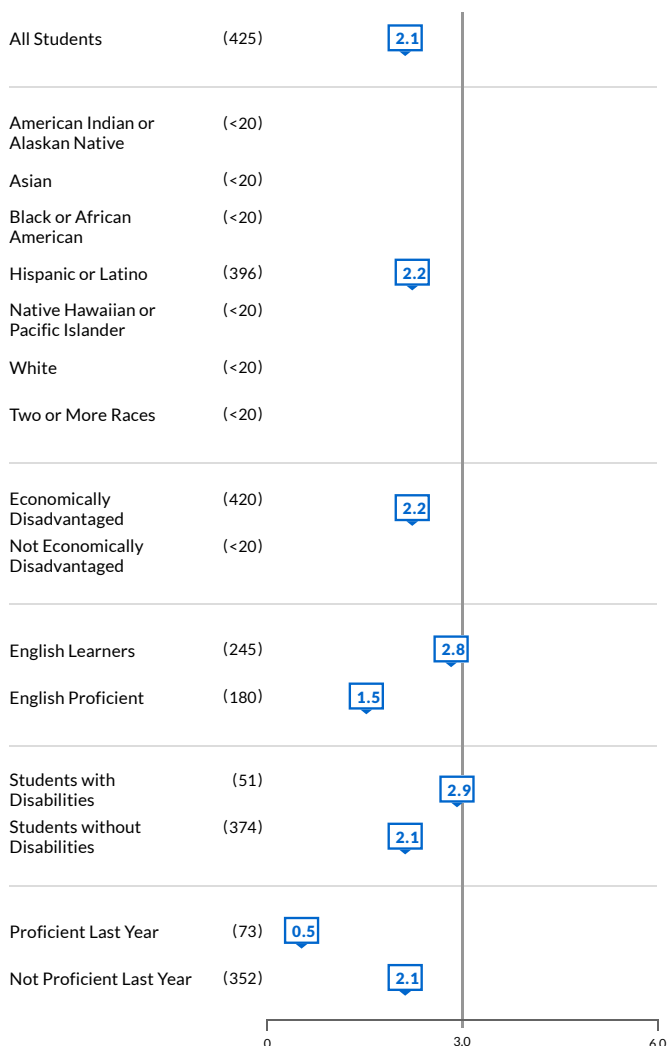 All Students (425) 2.1
American Indian or
Alaskan Native (<20)
Asian (<20)
Black or African
American (<20)
Hispanic or Latino (396) 2.2
Native Hawaiian or
Pacific Islander (<20)
White (<20)
Two or More Races (<20)
Economically
Disadvantaged (420) 2.2
Not Economically
Disadvantaged (<20)
English Learners (245) 2.8
English Proficient (180) 1.5
Students with
Disabilities (51) 2.9
Students without
Disabilities (374) 2.1
Proficient Last Year (73) 0.5
Not Proficient Last Year (352) 2.1
0 3.0 6.0